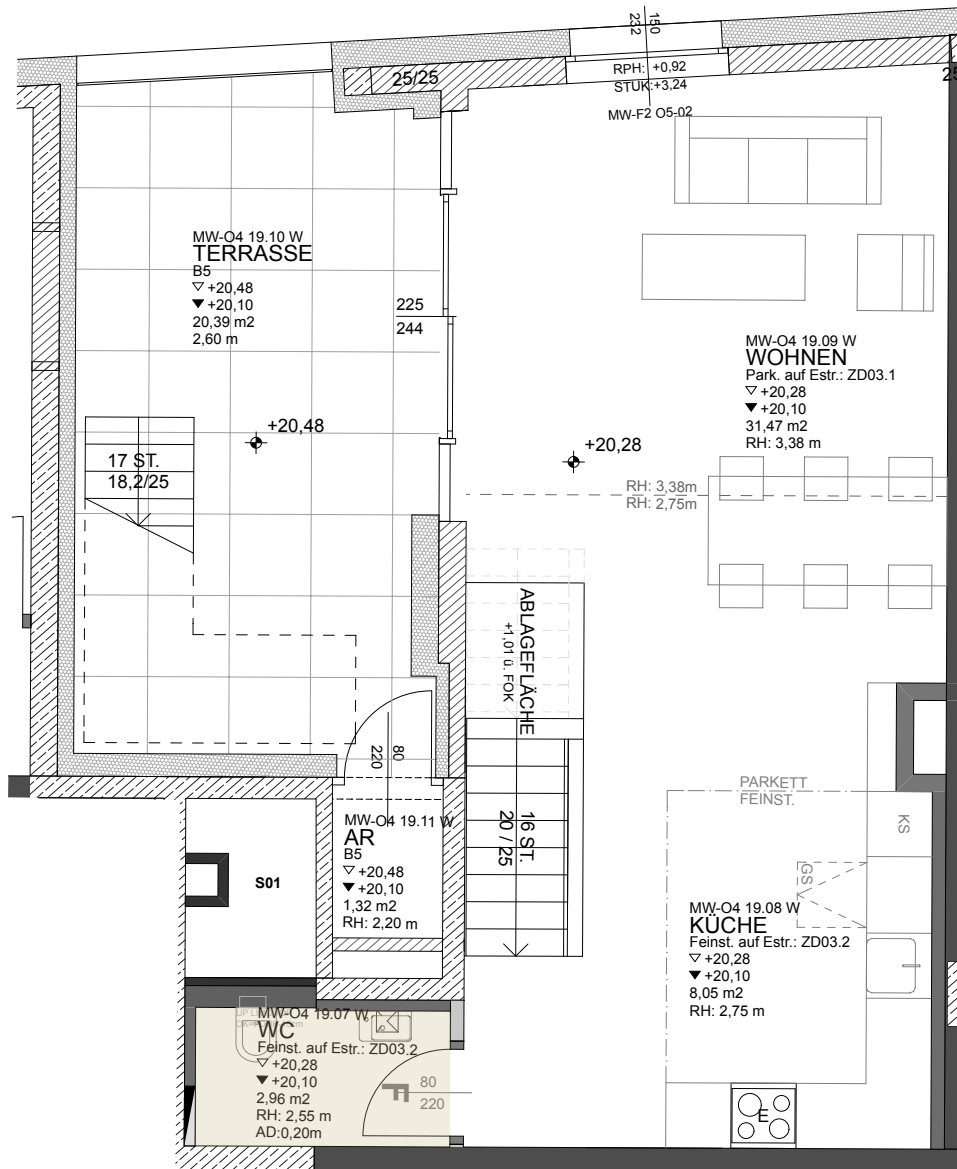 150
232
RPH: +0,92
STUK:+3,24
MW-F2 O5-02
25/25
MW-O4 19.10 W
TERRASSE
B5
▽ +20,48
▼ +20,10
20,39 m2
2,60 m
225
244
MW-O4 19.09 W
WOHNEN
Park. auf Estr.: ZD03.1
▽ +20,28
▼ +20,10
31,47 m2
RH: 3,38 m
+20,48
+20,28
17 ST.
18,2/25
RH: 3,38m
RH: 2,75m
ABLAGEFLÄCHE
+1,01 ü. FOK
80
220
PARKETT
FEINST.
MW-O4 19.11 W
AR
B5
▽ +20,48
▼ +20,10
1,32 m2
RH: 2,20 m
16 ST.
20 / 25
KS
GS
S01
MW-O4 19.08 W
KÜCHE
Feinst. auf Estr.: ZD03.2
▽ +20,28
▼ +20,10
8,05 m2
RH: 2,75 m
MW-O4 19.07 W
WC
Feinst. auf Estr.: ZD03.2
▽ +20,28
▼ +20,10
2,96 m2
RH: 2,55 m
AD:0,20m
F
80
220
E